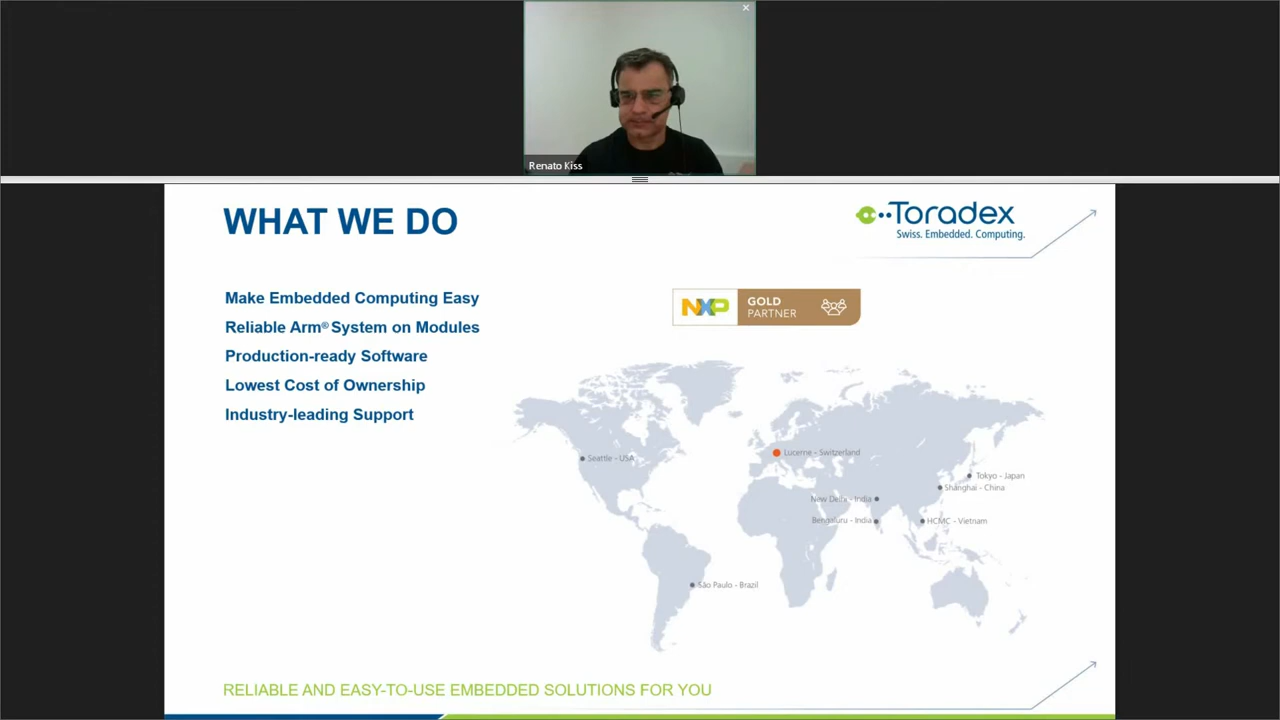 Renato Kiss
WHAT WE DO
Toradex
Swiss. Embedded. Computing.
Make Embedded Computing Easy
Reliable Arm® System on Modules
Production-ready Software
Lowest Cost of Ownership
Industry-leading Support
NXP
GOLD
PARTNER
Lucerne - Switzerland
Seattle - USA
Tokyo - Japan
Shanghai - China
New Delhi - India
Bengaluru - India
HCMC - Vietnam
São Paulo - Brazil
RELIABLE AND EASY-TO-USE EMBEDDED SOLUTIONS FOR YOU